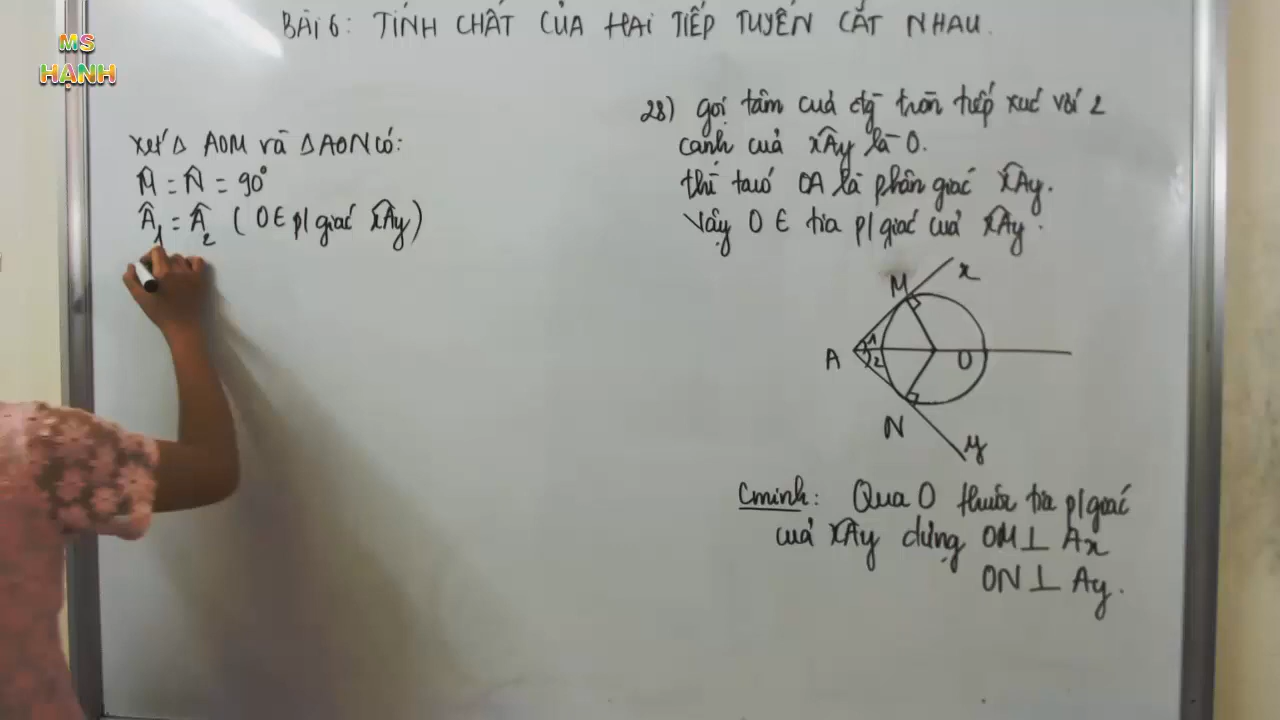 MS
HẠNH
BÀI 6: TÍNH CHẤT CỦA HAI TIẾP TUYẾN CẮT NHAU.
28) gọi tâm của đg tròn tiếp xúc với 2
cạnh của xÂy là O.
thì ta có OA là phân giác xÂy.
Vậy O ∈ tia p/giác của xÂy.
M
x
A
1
2
O
N
y
Cminh: Qua O thuộc tia p/giác
của xÂy dựng OM ⊥ Ax
ON ⊥ Ay.
Xét Δ AOM và Δ AON có:
M̂ = N̂ = 90°
Â1 = Â2 (O ∈ p/giác xÂy)